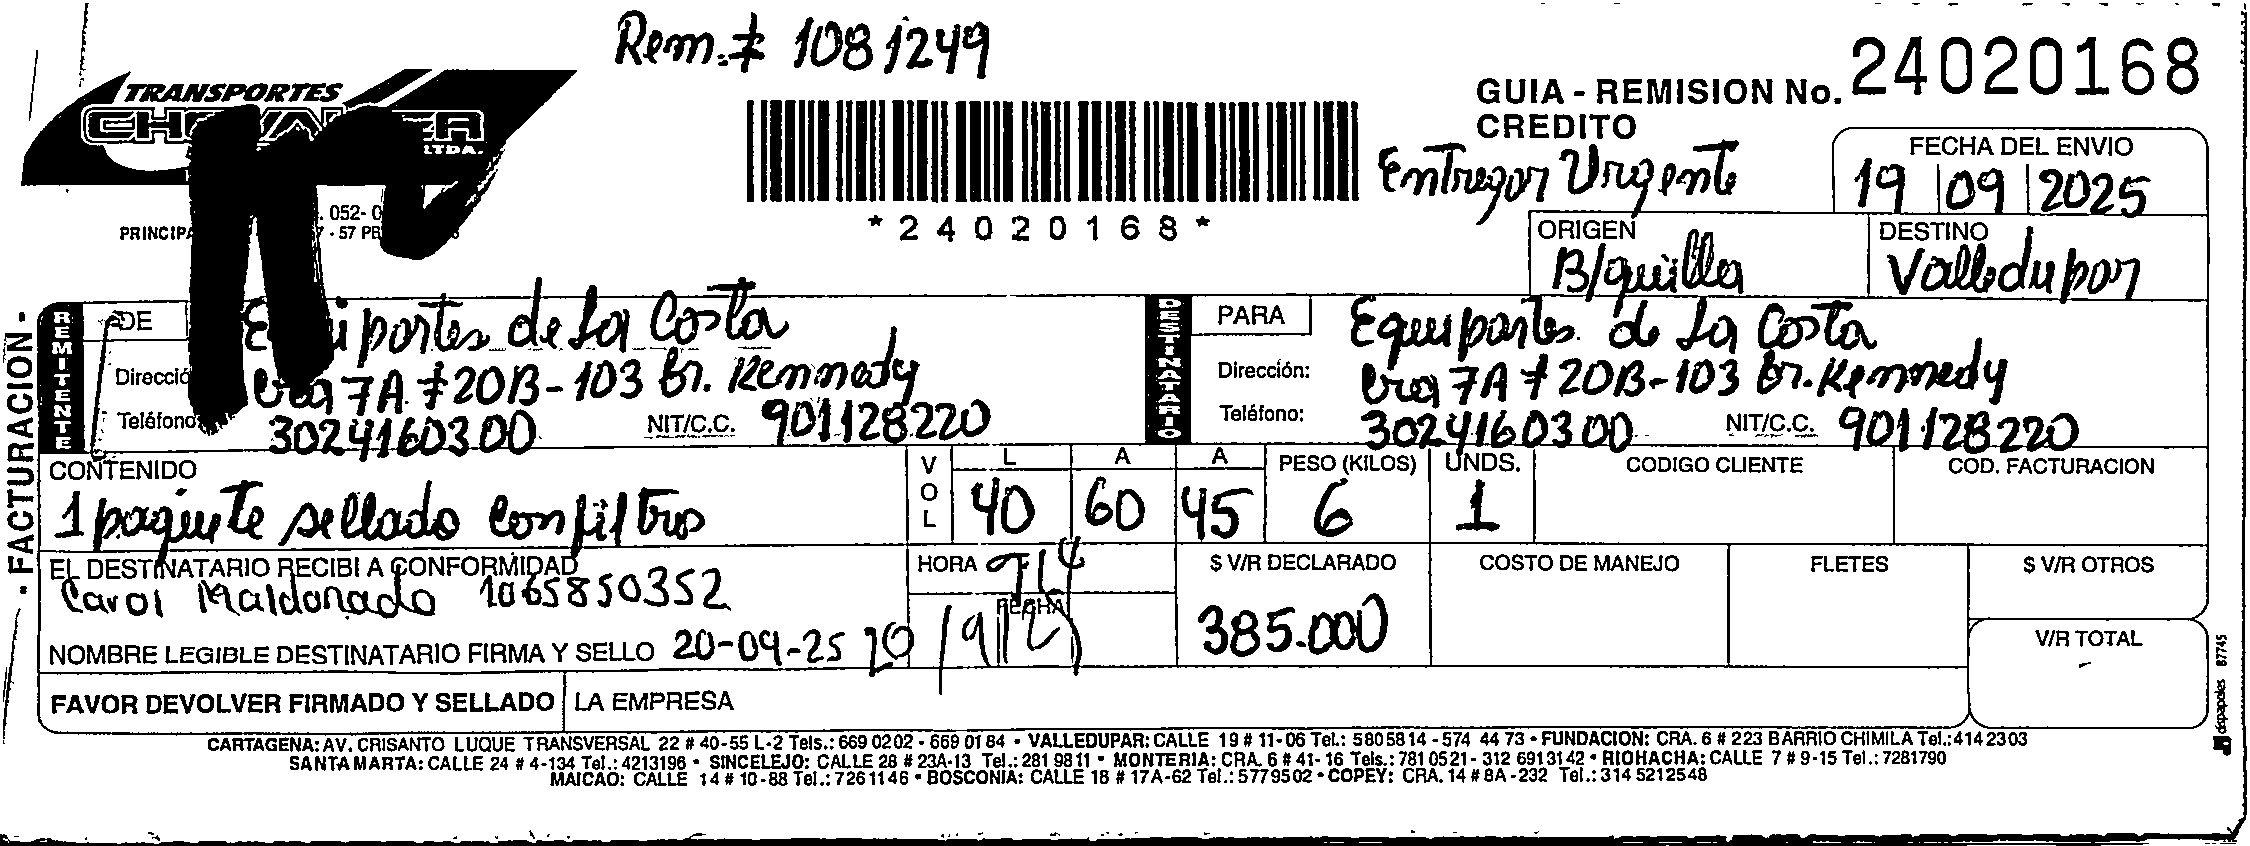 Rem.# 1081249
GUIA - REMISION No. 24020168
CREDITO
TRANSPORTES
LTDA.
*24020168*
Entregar Urgente
FECHA DEL ENVIO
19 | 09 | 2025
. 052-
- 57
ORIGEN
B/quilla
DESTINO
Valledupar
- FACTURACION -
REMITENTE
DE
Equipartes de La Costa
Cra 7A # 20B-103 Br. Kennedy
Teléfono
3024160300
NIT/C.C. 901128220
DESTINATARIO
PARA
Equipartes de La Costa
Dirección:
Cra 7A # 20B-103 Br. Kennedy
Teléfono:
3024160300
NIT/C.C. 901128220
CONTENIDO
1 paquete sellado con filtros
VOL
L A A
40 60 45
PESO (KILOS)
6
UNDS.
1
CODIGO CLIENTE
COD. FACTURACION
EL DESTINATARIO RECIBI A CONFORMIDAD
Carol Maldonado 1065850352
NOMBRE LEGIBLE DESTINATARIO FIRMA Y SELLO 20-09-25
HORA
FECHA
20/9/25
$ V/R DECLARADO
385.000
COSTO DE MANEJO
FLETES
$ V/R OTROS
V/R TOTAL
FAVOR DEVOLVER FIRMADO Y SELLADO
LA EMPRESA
dispapeles 87745
CARTAGENA: AV. CRISANTO LUQUE TRANSVERSAL 22 # 40-55 L-2 Tels.: 669 0202 - 669 0184 • VALLEDUPAR: CALLE 19 # 11-06 Tel.: 5805814 - 574 44 73 • FUNDACION: CRA. 6 # 223 BARRIO CHIMILA Tel.: 4142303
SANTA MARTA: CALLE 24 # 4-134 Tel.: 4213196 • SINCELEJO: CALLE 28 # 23A-13 Tel.: 281 9811 • MONTERIA: CRA. 6 # 41-16 Tels.: 781 0521 - 312 6913142 • RIOHACHA: CALLE 7 # 9-15 Tel.: 7281790
MAICAO: CALLE 14 # 10-88 Tel.: 7261146 • BOSCONIA: CALLE 18 # 17A-62 Tel.: 5779502 • COPEY: CRA. 14 # 8A-232 Tel.: 314 5212548